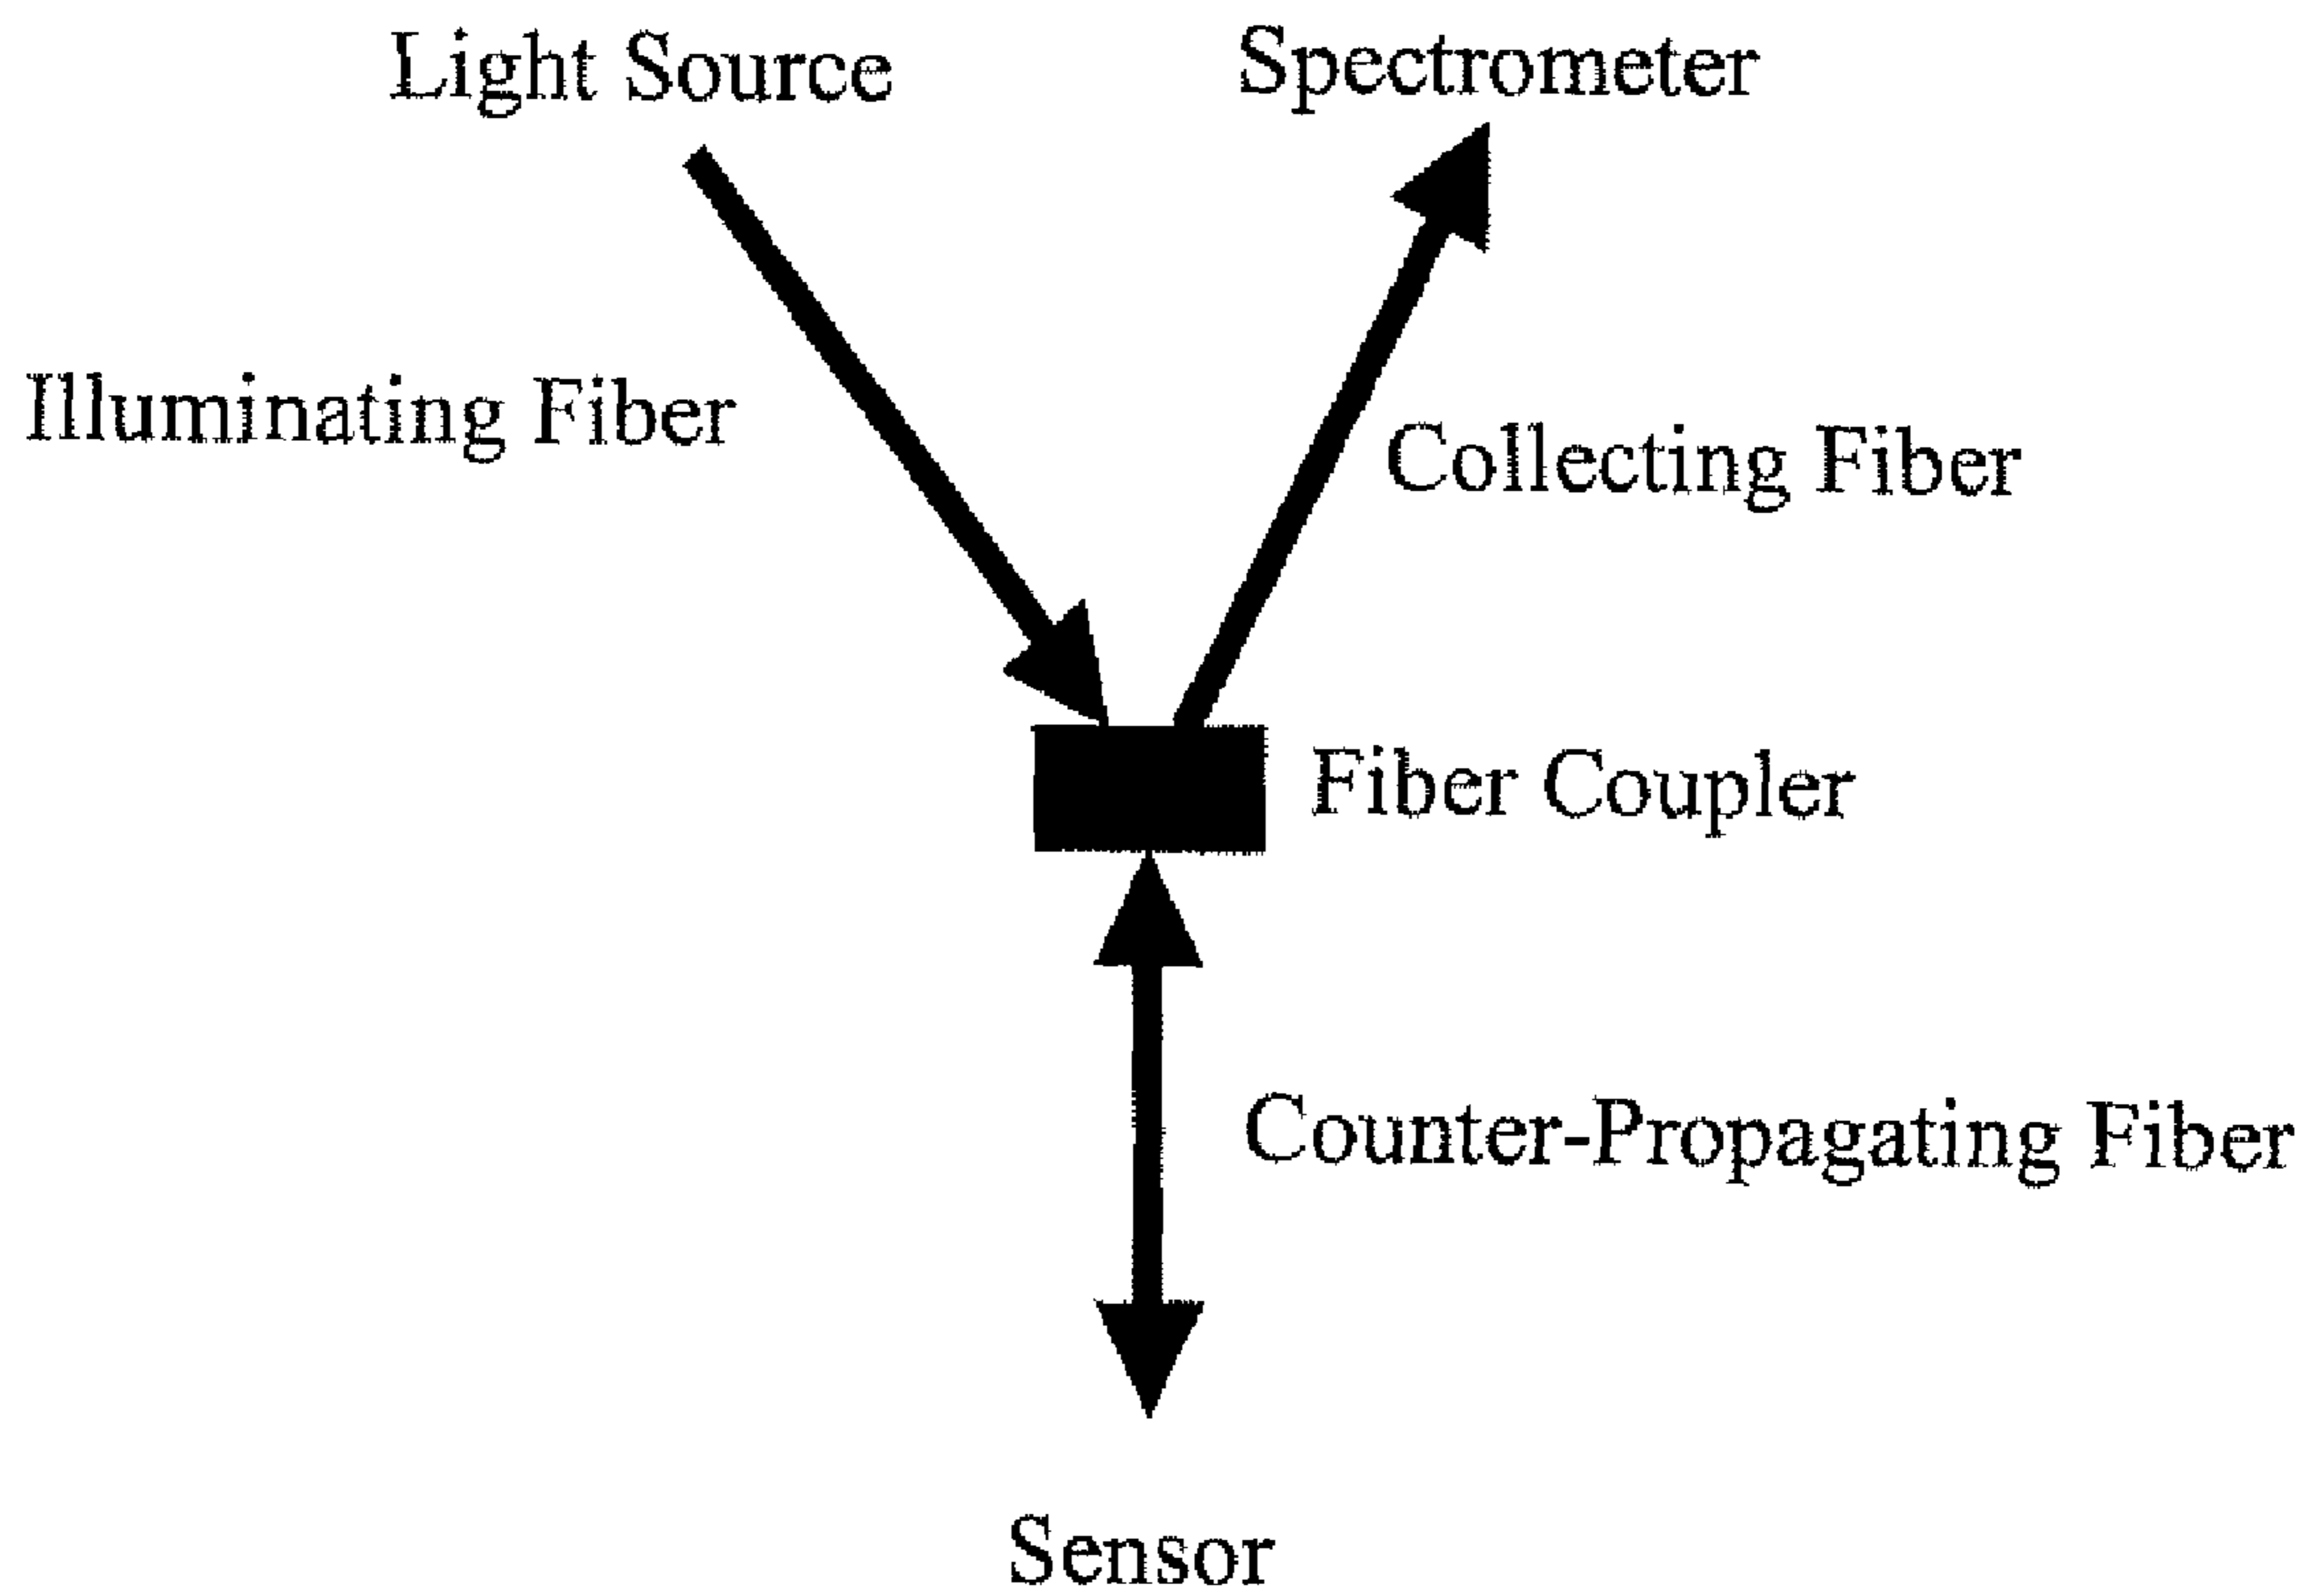 Light Source
Spectrometer
Illuminating Fiber
Collecting Fiber
Fiber Coupler
Counter-Propagating Fiber
Sensor